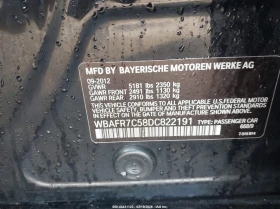 MFD BY BAYERISCHE MOTOREN WERKE AG
09-2012
GVWR 5181 lbs 2350 kg
GAWR FRONT 2491 lbs 1130 kg
GAWR REAR 2910 lbs 1320 kg
THIS VEHICLE CONFORMS TO ALL APPLICABLE U.S. FEDERAL MOTOR
VEHICLE SAFETY, BUMPER, AND THEFT PREVENTION STANDARDS
IN EFFECT ON THE DATE OF MANUFACTURE SHOWN ABOVE.
WBAFR7C58DC822191 TYPE: PASSENGER CAR